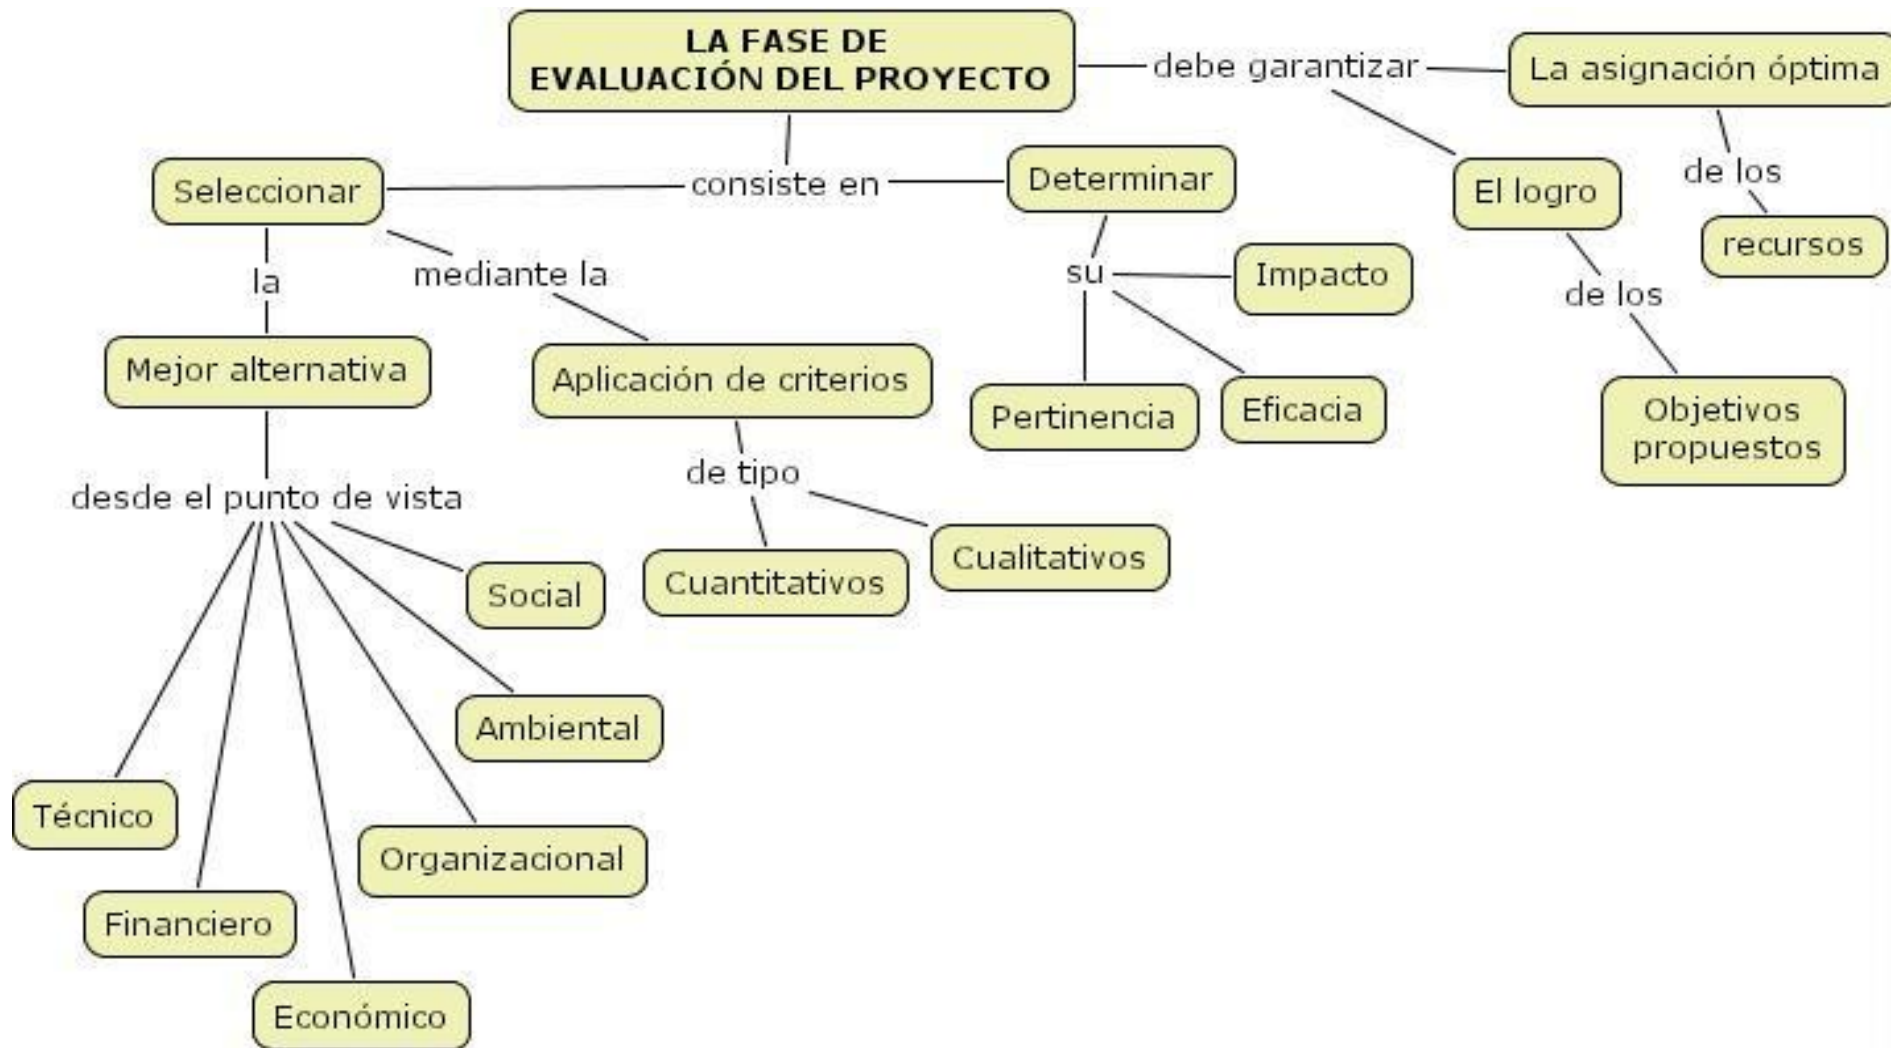 LA FASE DE
EVALUACIÓN DEL PROYECTO
debe garantizar
La asignación óptima
de los
recursos
El logro
de los
Objetivos
propuestos
consiste en
Seleccionar
la
Mejor alternativa
desde el punto de vista
Técnico
Financiero
Económico
Organizacional
Ambiental
Social
mediante la
Aplicación de criterios
de tipo
Cuantitativos
Cualitativos
Determinar
su
Impacto
Pertinencia
Eficacia